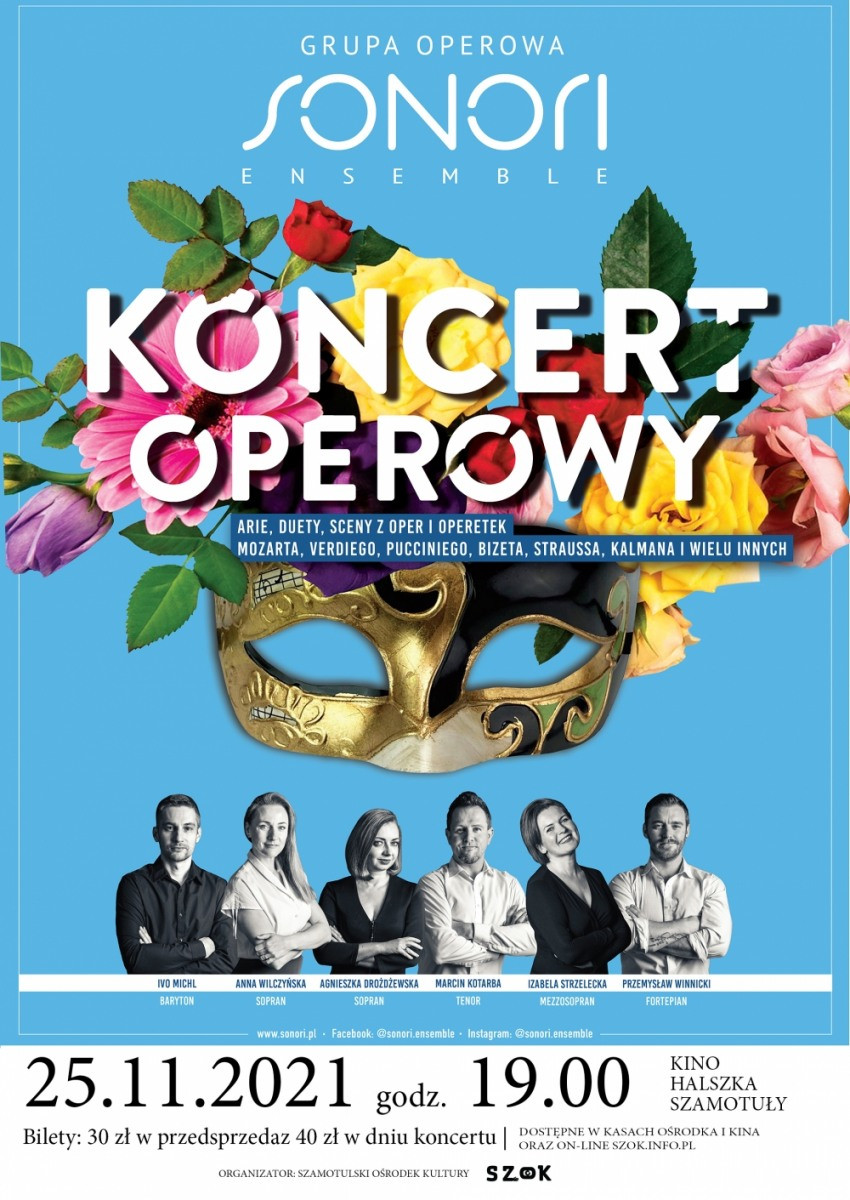 GRUPA OPEROWA
SONORI
ENSEMBLE
KONCERT
OPEROWY
ARIE, DUETY, SCENY Z OPER I OPERETEK
MOZARTA, VERDIEGO, PUCCINIEGO, BIZETA, STRAUSSA, KALMANA I WIELU INNYCH
IVO MICHL
BARYTON
ANNA WILCZYŃSKA
SOPRAN
AGNIESZKA DROŻDŻEWSKA
SOPRAN
MARCIN KOTARBA
TENOR
IZABELA STRZELECKA
MEZZOSOPRAN
PRZEMYSŁAW WINNICKI
FORTEPIAN
www.sonori.pl · Facebook: @sonori.ensemble · Instagram: @sonori.ensemble
25.11.2021 godz. 19.00
KINO
HALSZKA
SZAMOTUŁY
Bilety: 30 zł w przedsprzedaz 40 zł w dniu koncertu |
DOSTĘPNE W KASACH OŚRODKA I KINA
ORAZ ON-LINE SZOK.INFO.PL
ORGANIZATOR: SZAMOTULSKI OŚRODEK KULTURY SZOK